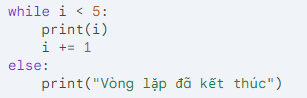 while i < 5:
    print(i)
    i += 1
else:
    print("Vòng lặp đã kết thúc")